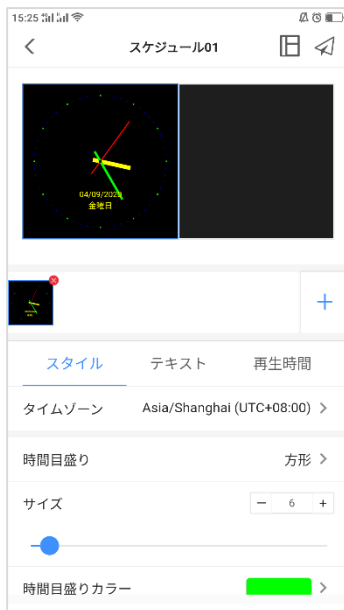 15:25
スケジュール01
04/09/2020
金曜日
スタイル テキスト 再生時間
タイムゾーン Asia/Shanghai (UTC+08:00)
時間目盛り 方形
サイズ − 6 +
時間目盛りカラー